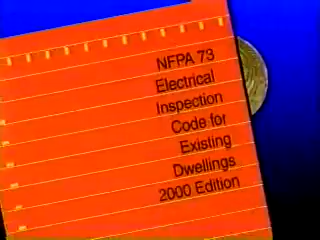 NFPA 73
Electrical
Inspection
Code for
Existing
Dwellings
2000 Edition